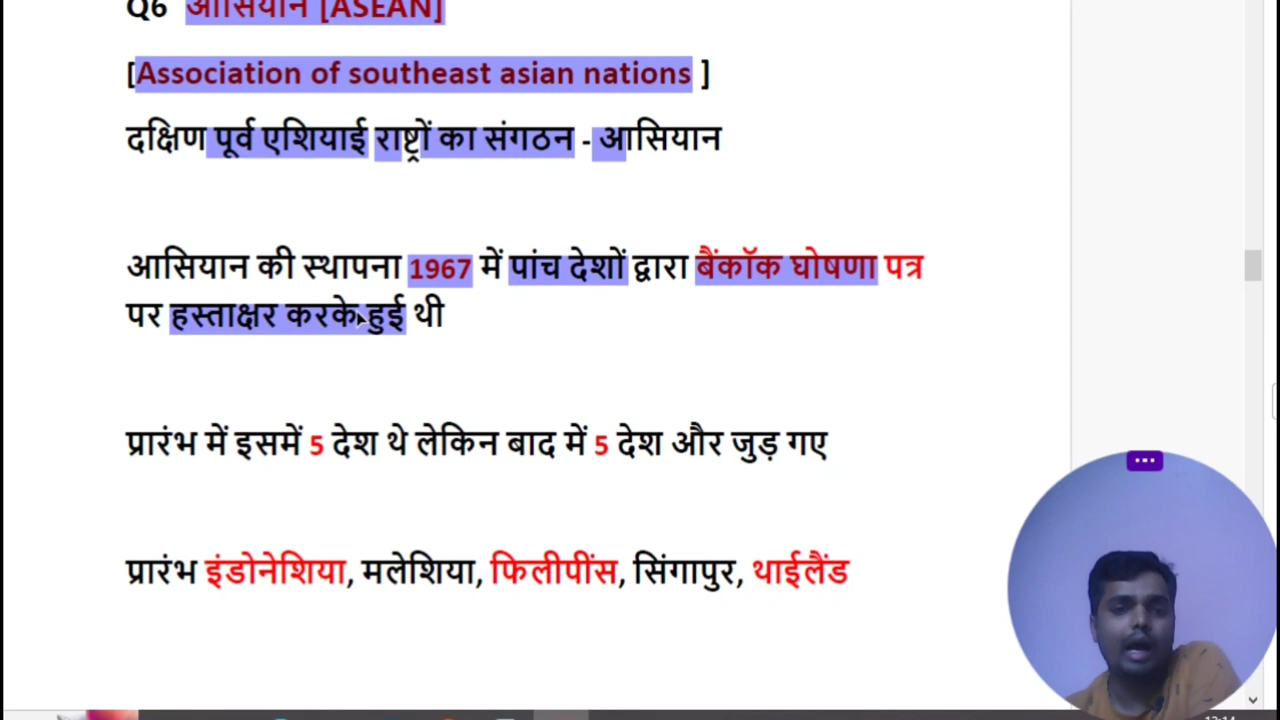 Q6 आसियान [ASEAN]
[Association of southeast asian nations ]
दक्षिण पूर्व एशियाई राष्ट्रों का संगठन - आसियान
आसियान की स्थापना 1967 में पांच देशों द्वारा बैंकॉक घोषणा पत्र
पर हस्ताक्षर करके हुई थी
प्रारंभ में इसमें 5 देश थे लेकिन बाद में 5 देश और जुड़ गए
प्रारंभ इंडोनेशिया, मलेशिया, फिलीपींस, सिंगापुर, थाईलैंड